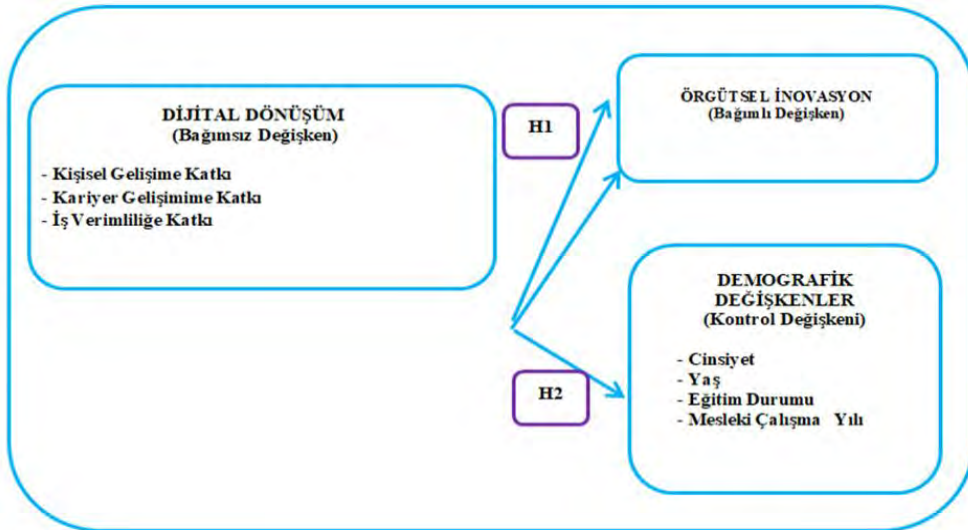 DİJİTAL DÖNÜŞÜM
(Bağımsız Değişken)
- Kişisel Gelişime Katkı
- Kariyer Gelişimime Katkı
- İş Verimliliğe Katkı
H1
ÖRGÜTSEL İNOVASYON
(Bağımlı Değişken)
H2
DEMOGRAFİK
DEĞİŞKENLER
(Kontrol Değişkeni)
- Cinsiyet
- Yaş
- Eğitim Durumu
- Mesleki Çalışma Yılı